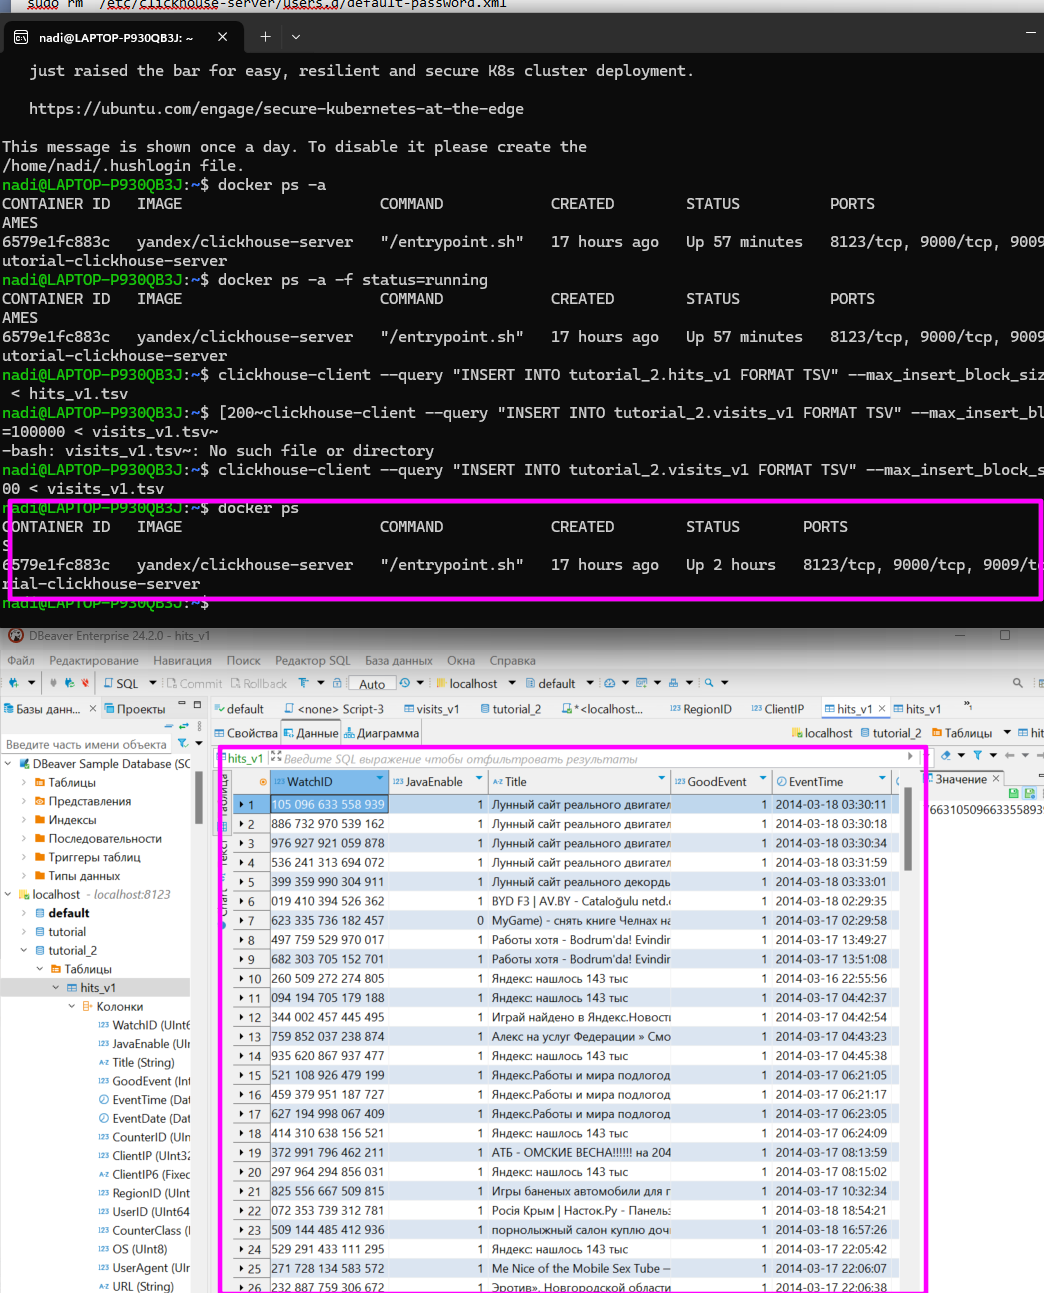 sudo rm  /etc/clickhouse-server/users.d/default-password.xml
nadi@LAPTOP-P930QB3J: ~
just raised the bar for easy, resilient and secure K8s cluster deployment.
https://ubuntu.com/engage/secure-kubernetes-at-the-edge
This message is shown once a day. To disable it please create the
/home/nadi/.hushlogin file.
nadi@LAPTOP-P930QB3J:~$ docker ps -a
CONTAINER ID   IMAGE   COMMAND   CREATED   STATUS   PORTS
AMES
6579e1fc883c   yandex/clickhouse-server   "/entrypoint.sh"   17 hours ago   Up 57 minutes   8123/tcp, 9000/tcp, 9009
utorial-clickhouse-server
nadi@LAPTOP-P930QB3J:~$ docker ps -a -f status=running
CONTAINER ID   IMAGE   COMMAND   CREATED   STATUS   PORTS
AMES
6579e1fc883c   yandex/clickhouse-server   "/entrypoint.sh"   17 hours ago   Up 57 minutes   8123/tcp, 9000/tcp, 9009
utorial-clickhouse-server
nadi@LAPTOP-P930QB3J:~$ clickhouse-client --query "INSERT INTO tutorial_2.hits_v1 FORMAT TSV" --max_insert_block_siz
< hits_v1.tsv
nadi@LAPTOP-P930QB3J:~$ [200~clickhouse-client --query "INSERT INTO tutorial_2.visits_v1 FORMAT TSV" --max_insert_bl
=100000 < visits_v1.tsv~
-bash: visits_v1.tsv~: No such file or directory
nadi@LAPTOP-P930QB3J:~$ clickhouse-client --query "INSERT INTO tutorial_2.visits_v1 FORMAT TSV" --max_insert_block_s
00 < visits_v1.tsv
nadi@LAPTOP-P930QB3J:~$ docker ps
CONTAINER ID   IMAGE   COMMAND   CREATED   STATUS   PORTS
S
6579e1fc883c   yandex/clickhouse-server   "/entrypoint.sh"   17 hours ago   Up 2 hours   8123/tcp, 9000/tcp, 9009/tc
rial-clickhouse-server
nadi@LAPTOP-P930QB3J:~$
DBeaver Enterprise 24.2.0 - hits_v1
Файл Редактирование Навигация Поиск Редактор SQL База данных Окна Справка
SQL Commit Rollback Auto localhost default
Базы данн... Проекты default <none> Script-3 visits_v1 tutorial_2 *<localhost... RegionID ClientIP hits_v1 hits_v1
Свойства Данные Диаграмма localhost tutorial_2 Таблицы hit
Введите часть имени объекта
hits_v1 Введите SQL выражение чтобы отфильтровать результаты
DBeaver Sample Database (SC
Таблицы
Представления
Индексы
Последовательности
Триггеры таблиц
Типы данных
localhost - localhost:8123
default
tutorial
tutorial_2
Таблицы
hits_v1
Колонки
WatchID (UInt6
JavaEnable (UIn
Title (String)
GoodEvent (Int
EventTime (Dat
EventDate (Dat
CounterID (UIn
ClientIP (UInt32
ClientIP6 (Fixec
RegionID (UInt
UserID (UInt64
CounterClass (I
OS (UInt8)
UserAgent (UIn
URL (String)
Таблица
Текст
Chart
WatchID JavaEnable Title GoodEvent EventTime
1 105 096 633 558 939 1 Лунный сайт реального двигател 1 2014-03-18 03:30:11
2 886 732 970 539 162 1 Лунный сайт реального двигател 1 2014-03-18 03:30:18
3 976 927 921 059 878 1 Лунный сайт реального двигател 1 2014-03-18 03:30:34
4 536 241 313 694 072 1 Лунный сайт реального двигател 1 2014-03-18 03:31:59
5 399 359 990 304 911 1 Лунный сайт реального декорды 1 2014-03-18 03:33:01
6 019 410 394 526 362 1 BYD F3 | AV.BY - Cataloğulu netd.c 1 2014-03-18 02:29:35
7 623 335 736 182 457 0 MyGame) - снять книге Челнах на 1 2014-03-17 02:29:58
8 497 759 529 970 017 1 Работы хотя - Bodrum'da! Evindir 1 2014-03-17 13:49:27
9 682 303 705 152 701 1 Работы хотя - Bodrum'da! Evindir 1 2014-03-17 13:51:08
10 260 509 272 274 805 1 Яндекс: нашлось 143 тыс 1 2014-03-16 22:55:56
11 094 194 705 179 188 1 Яндекс: нашлось 143 тыс 1 2014-03-17 04:42:37
12 344 002 457 445 495 1 Играй найдено в Яндекс.Новост 1 2014-03-17 04:42:54
13 759 852 037 238 874 1 Алекс на услуг Федерации » Смо 1 2014-03-17 04:43:23
14 935 620 867 937 477 1 Яндекс: нашлось 143 тыс 1 2014-03-17 04:45:38
15 521 108 926 479 199 1 Яндекс.Работы и мира подлогод 1 2014-03-17 06:21:05
16 459 379 951 187 727 1 Яндекс.Работы и мира подлогод 1 2014-03-17 06:21:17
17 627 194 998 067 409 1 Яндекс.Работы и мира подлогод 1 2014-03-17 06:23:05
18 414 310 638 156 521 1 Яндекс: нашлось 143 тыс 1 2014-03-17 06:24:09
19 372 991 796 462 211 1 АТБ - ОМСКИЕ ВЕСНА!!!!!! на 204 1 2014-03-17 08:13:59
20 297 964 294 856 031 1 Яндекс: нашлось 143 тыс 1 2014-03-17 08:15:02
21 825 556 667 509 815 1 Игры баненых автомобили для г 1 2014-03-17 10:32:34
22 072 353 739 312 781 1 Росія Крым | Насток.Ру - Панель 1 2014-03-18 18:54:21
23 509 144 485 412 936 1 порнолыжный салон куплю доч 1 2014-03-18 16:57:26
24 529 291 433 111 295 1 Яндекс: нашлось 143 тыс 1 2014-03-17 22:05:42
25 271 728 134 583 572 1 Me Nice of the Mobile Sex Tube — 1 2014-03-17 22:06:07
26 232 887 759 306 672 1 Эротив». Новгородской области 1 2014-03-17 22:06:38
Значение
7663105096633558939